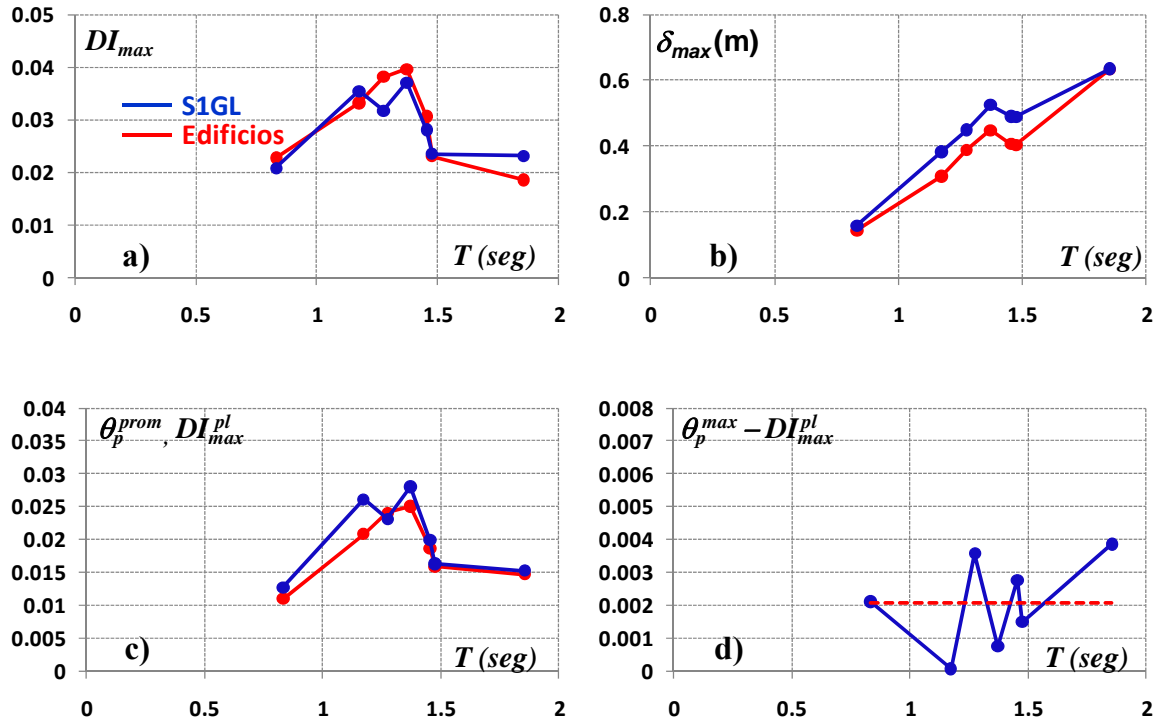 DI_max
0.05
0.04
0.03
0.02
0.01
0
S1GL
Edificios
a)
T (seg)
0 0.5 1 1.5 2
δ_max (m)
0.8
0.6
0.4
0.2
0
b)
T (seg)
0 0.5 1 1.5 2
θ_p^prom, DI_max^pl
0.04
0.035
0.03
0.025
0.02
0.015
0.01
0.005
0
c)
T (seg)
0 0.5 1 1.5 2
θ_p^max − DI_max^pl
0.008
0.007
0.006
0.005
0.004
0.003
0.002
0.001
0
d)
T (seg)
0 0.5 1 1.5 2